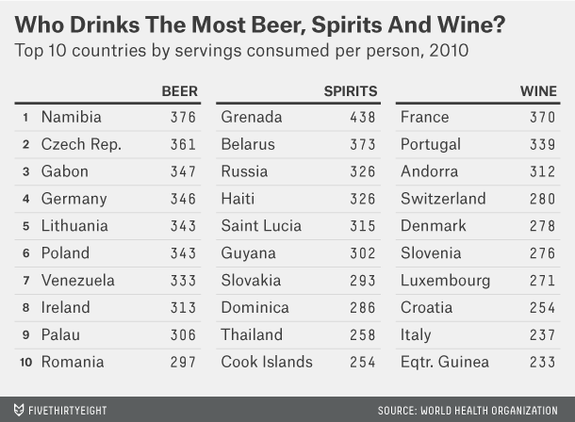 Who Drinks The Most Beer, Spirits And Wine?
Top 10 countries by servings consumed per person, 2010
BEER SPIRITS WINE
1 Namibia 376 Grenada 438 France 370
2 Czech Rep. 361 Belarus 373 Portugal 339
3 Gabon 347 Russia 326 Andorra 312
4 Germany 346 Haiti 326 Switzerland 280
5 Lithuania 343 Saint Lucia 315 Denmark 278
6 Poland 343 Guyana 302 Slovenia 276
7 Venezuela 333 Slovakia 293 Luxembourg 271
8 Ireland 313 Dominica 286 Croatia 254
9 Palau 306 Thailand 258 Italy 237
10 Romania 297 Cook Islands 254 Eqtr. Guinea 233
FIVETHIRTYEIGHT SOURCE: WORLD HEALTH ORGANIZATION